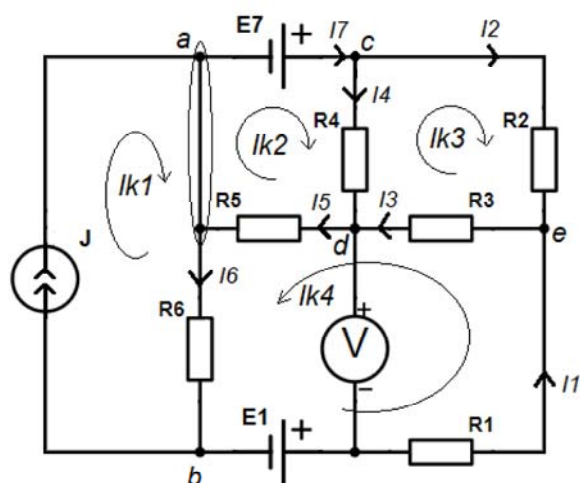 E7
+
I7
I2
a
c
I4
Ik2
R4
Ik3
R2
Ik1
R5
I5
I3
R3
J
d
e
I6
Ik4
R6
+
V
I1
E1
+
−
R1
b